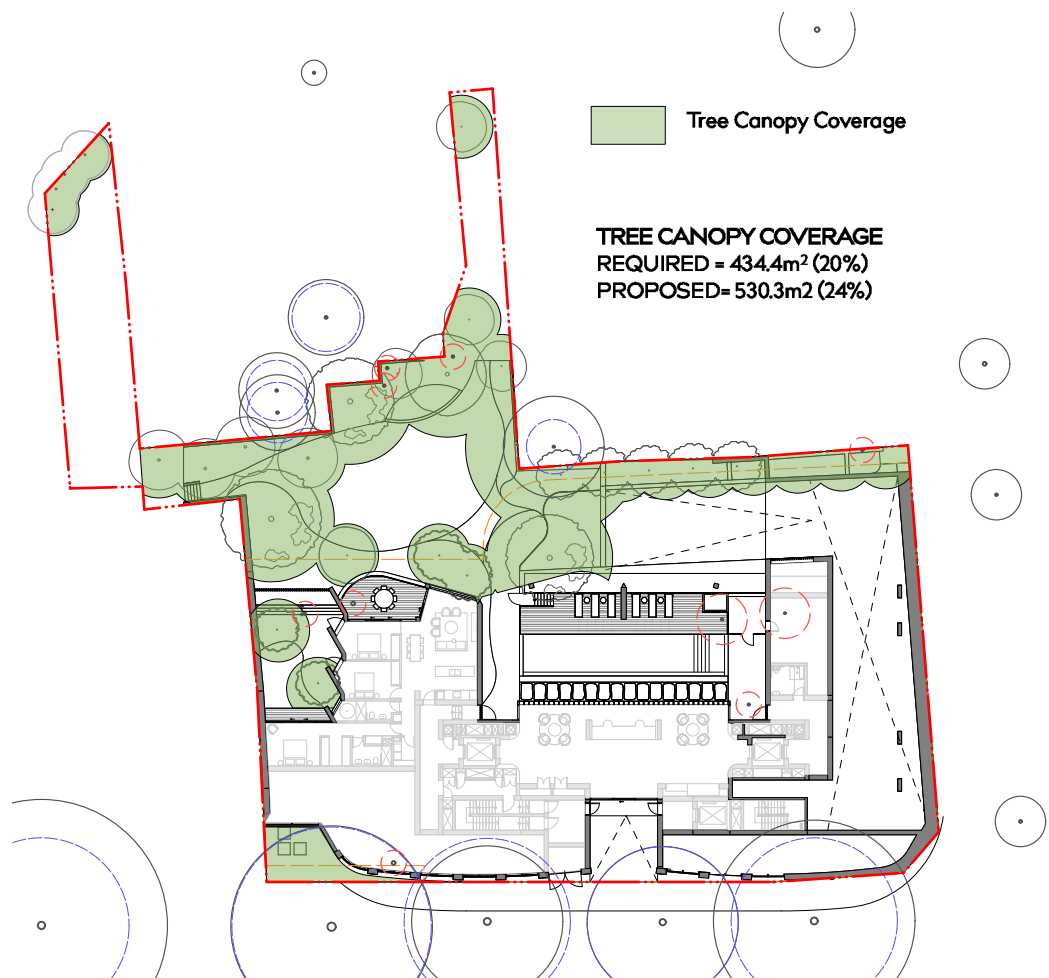 Tree Canopy Coverage
TREE CANOPY COVERAGE
REQUIRED = 434.4m² (20%)
PROPOSED= 530.3m2 (24%)